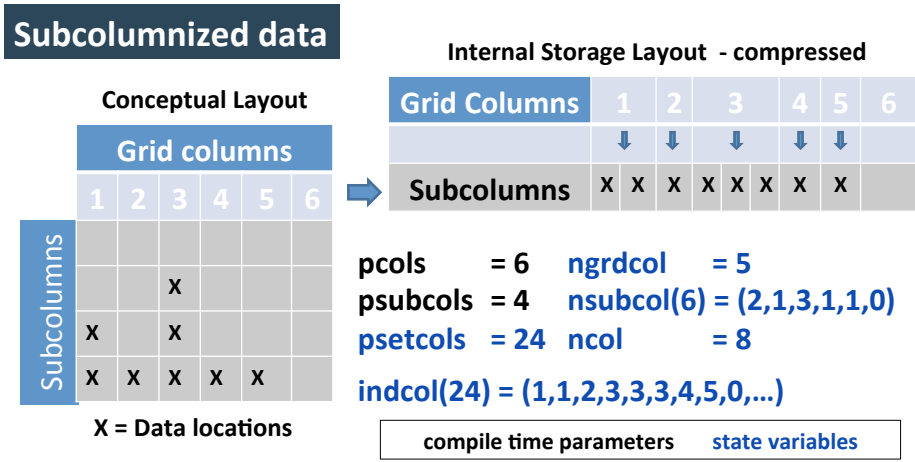 Subcolumnized data
Internal Storage Layout - compressed
Conceptual Layout
Grid Columns 1 2 3 4 5 6
Subcolumns X X X X X X X X
Grid columns
1 2 3 4 5 6
Subcolumns
X
X X
X X X X X
X = Data locations
pcols = 6 ngrdcol = 5
psubcols = 4 nsubcol(6) = (2,1,3,1,1,0)
psetcols = 24 ncol = 8
indcol(24) = (1,1,2,3,3,3,4,5,0,...)
compile time parameters state variables